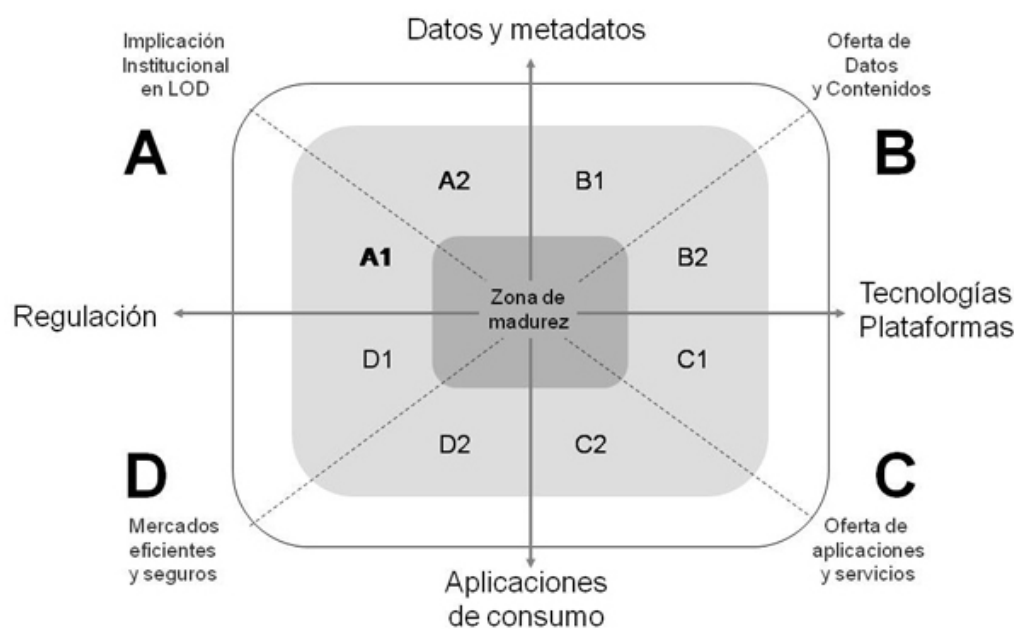 Datos y metadatos
Implicación
Institucional
en LOD
Oferta de
Datos
y Contenidos
A
B
A2
B1
A1
B2
Regulación
Zona de
madurez
Tecnologías
Plataformas
D1
C1
D2
C2
D
C
Mercados
eficientes
y seguros
Oferta de
aplicaciones
y servicios
Aplicaciones
de consumo